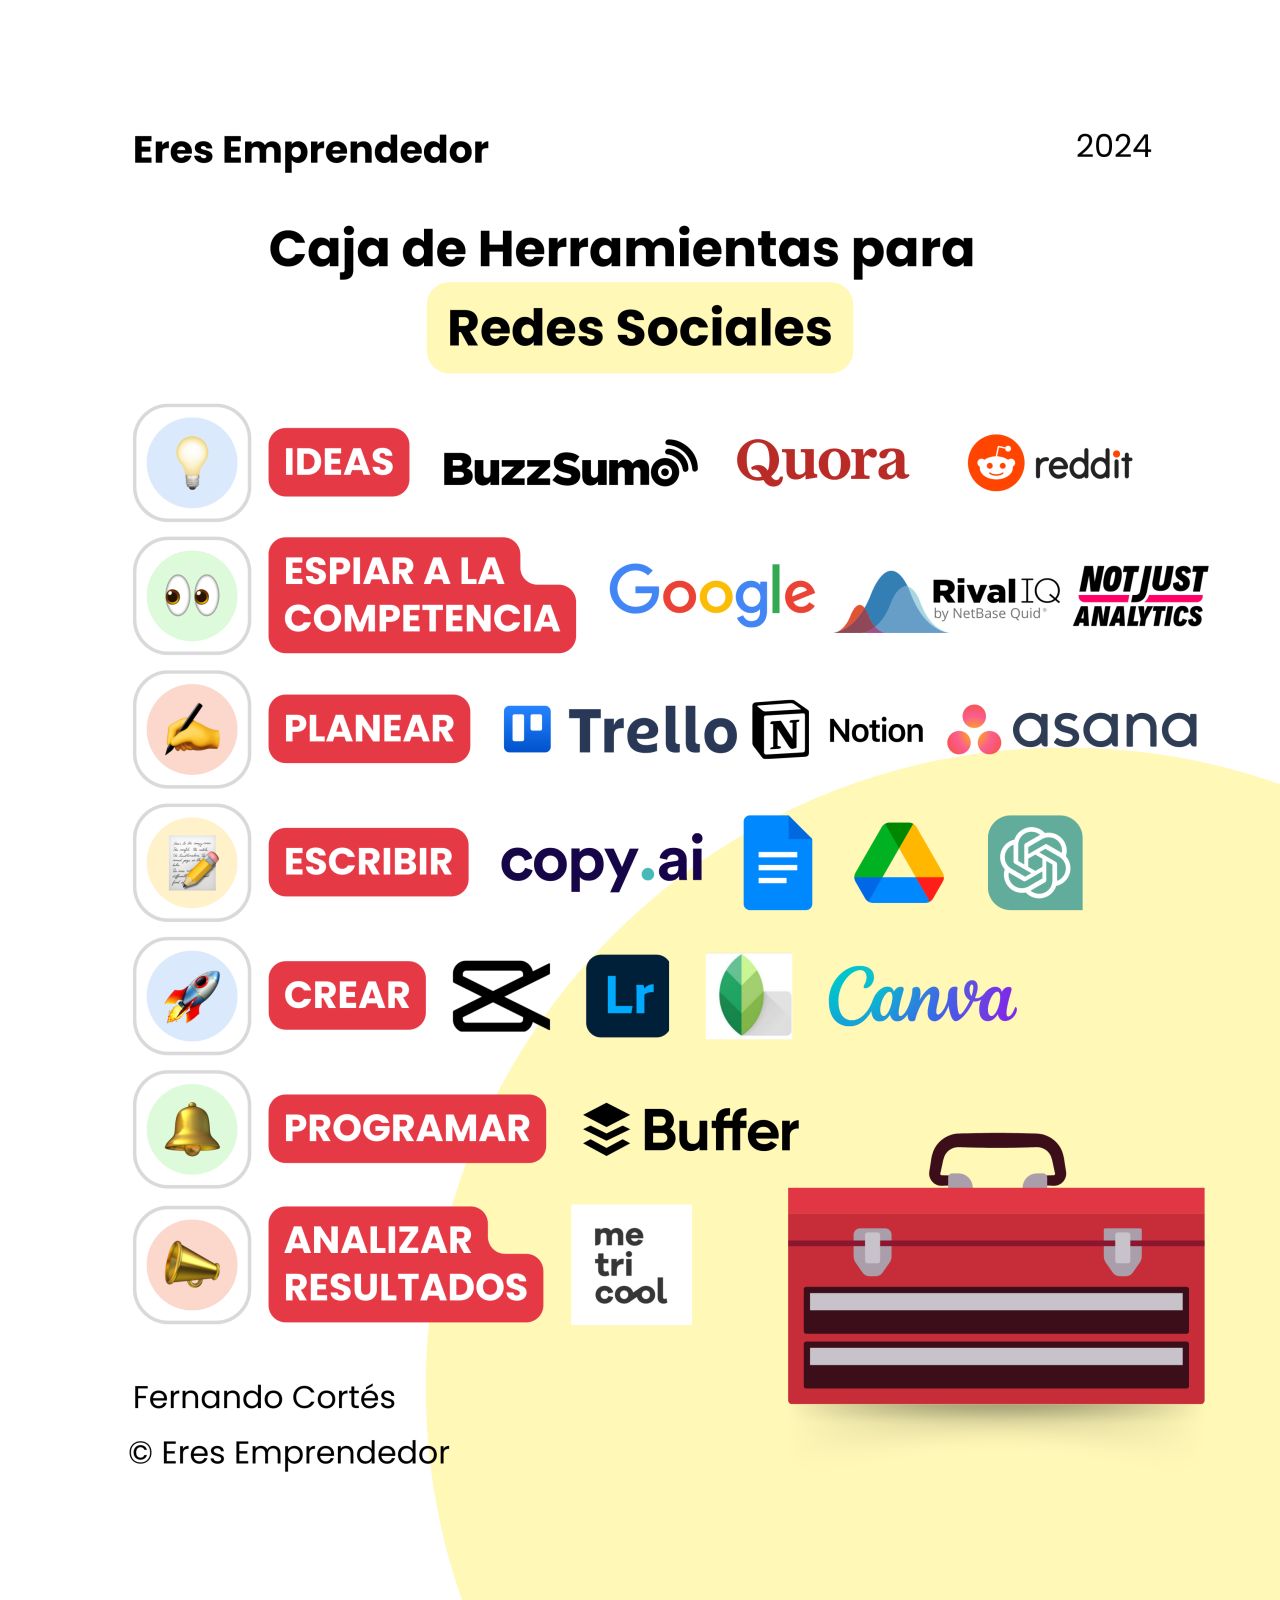 Eres Emprendedor
2024
Caja de Herramientas para
Redes Sociales
IDEAS
BuzzSumo
Quora
reddit
ESPIAR A LA
COMPETENCIA
Google
Rival IQ
by NetBase Quid®
NOT JUST
ANALYTICS
PLANEAR
Trello
N
Notion
asana
ESCRIBIR
copy.ai
CREAR
Lr
Canva
PROGRAMAR
Buffer
ANALIZAR
RESULTADOS
me
tri
cool
Fernando Cortés
© Eres Emprendedor